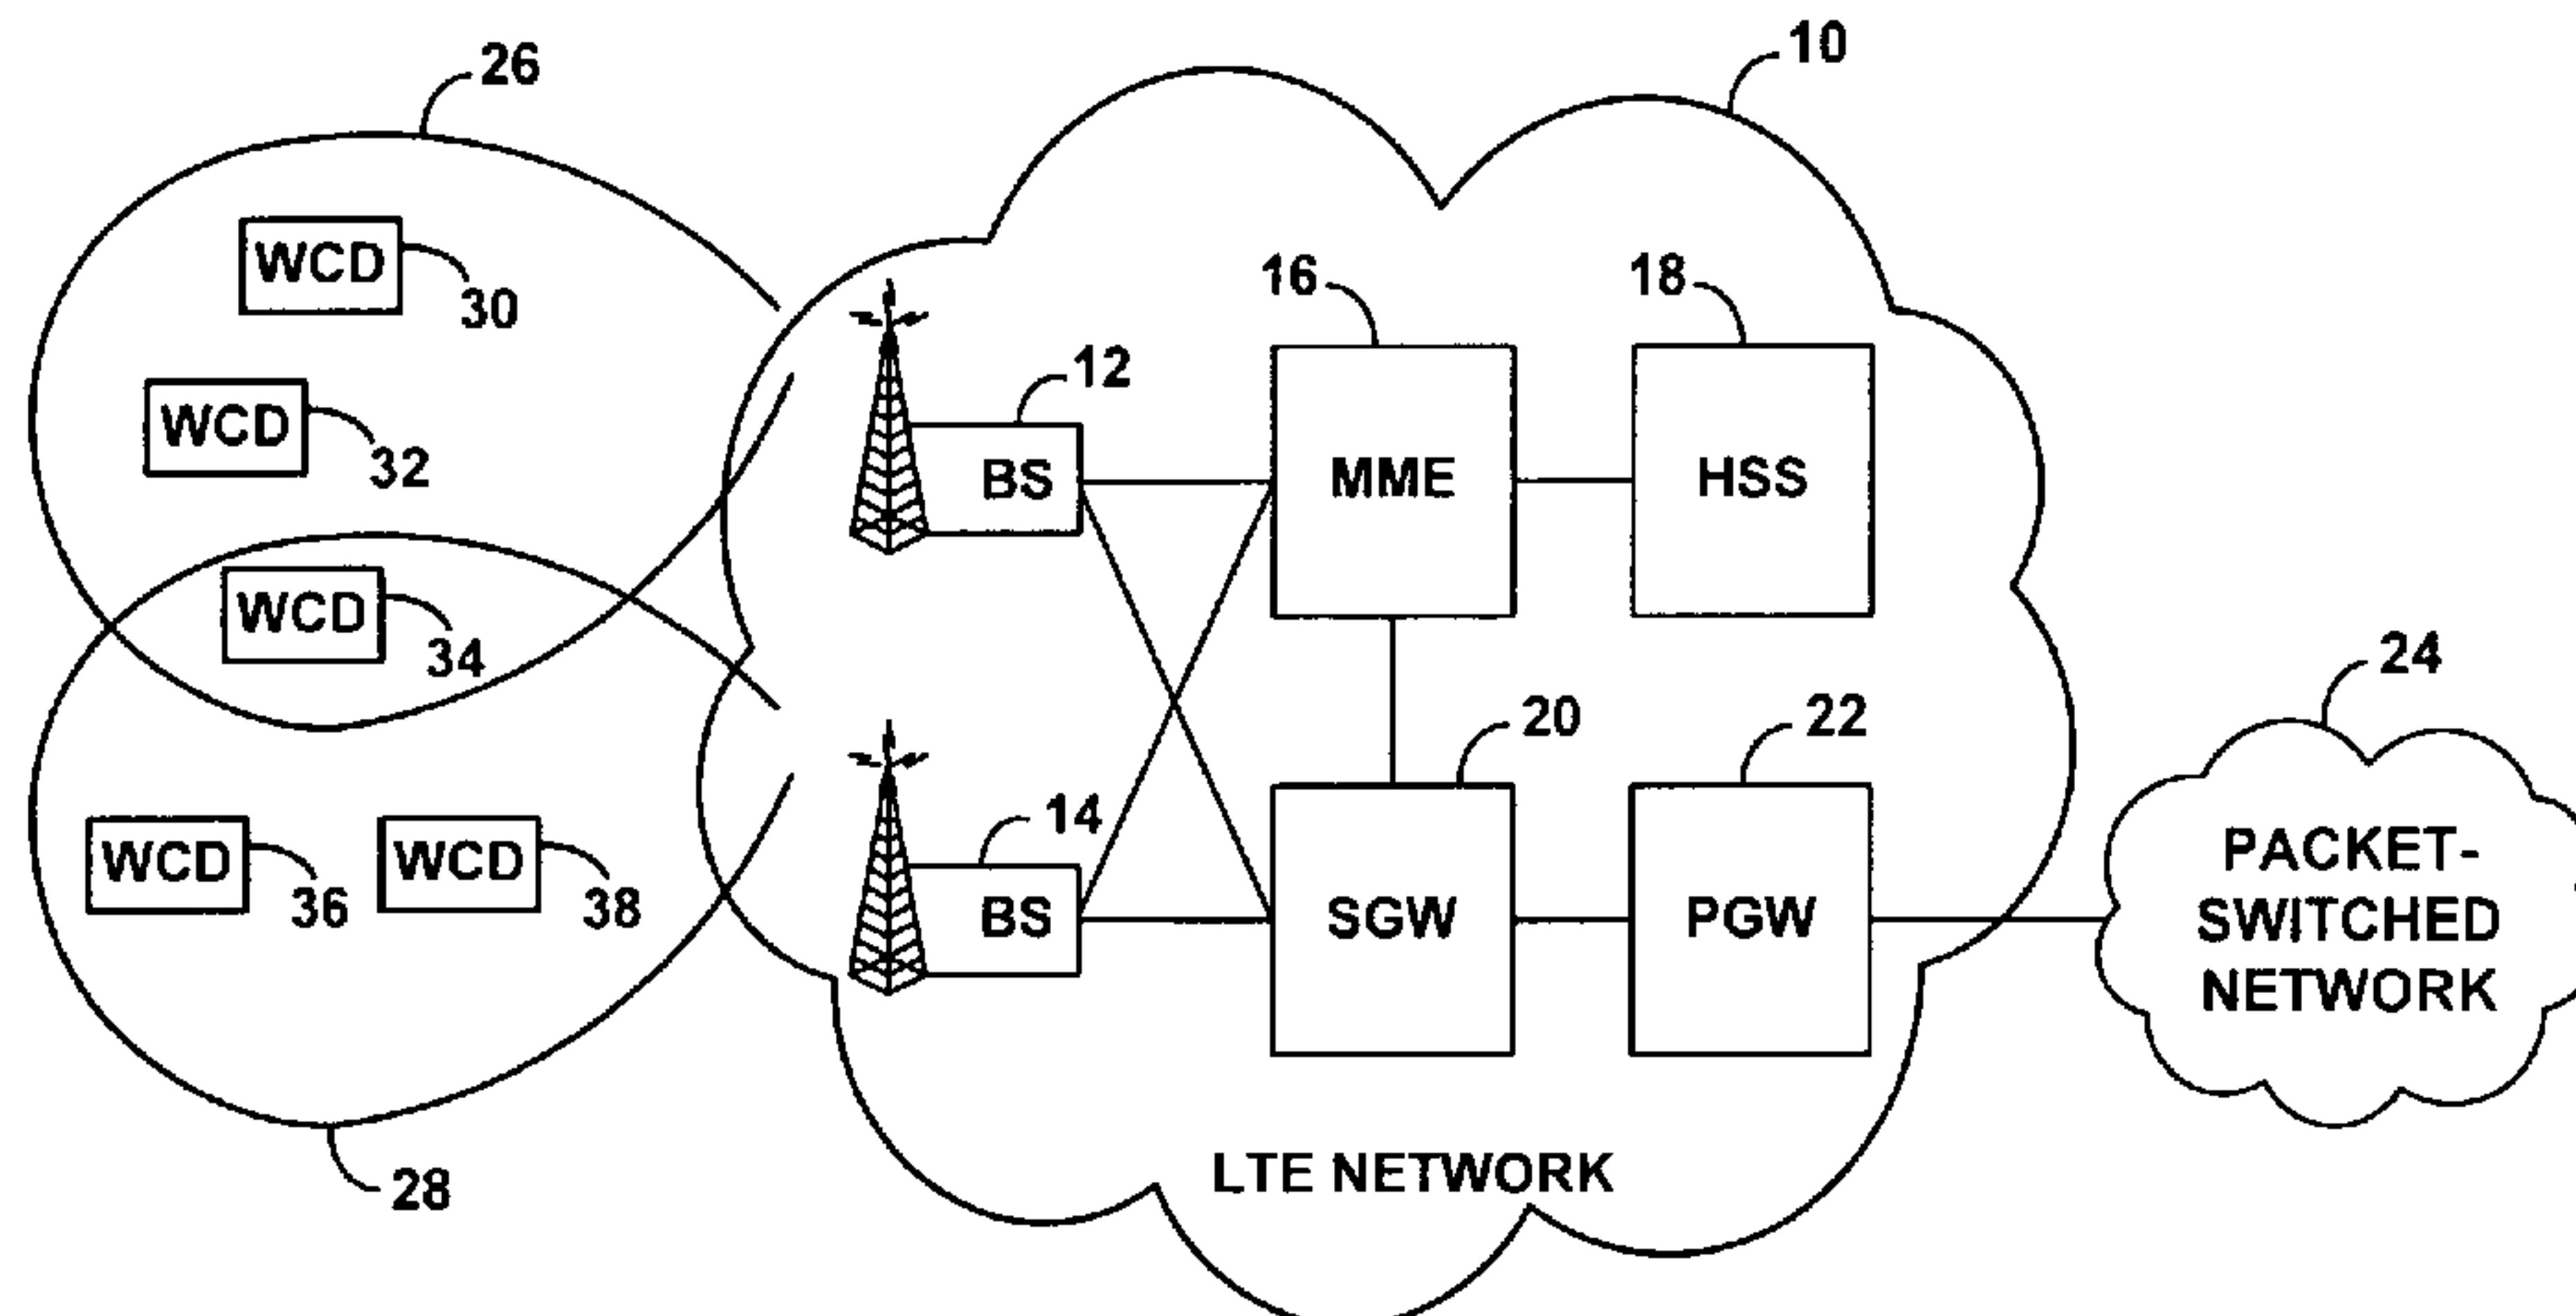 26
10
WCD
30
16
18
12
WCD
32
BS
MME
HSS
WCD
34
24
20
22
14
WCD
36
WCD
38
BS
SGW
PGW
PACKET-
SWITCHED
NETWORK
LTE NETWORK
28